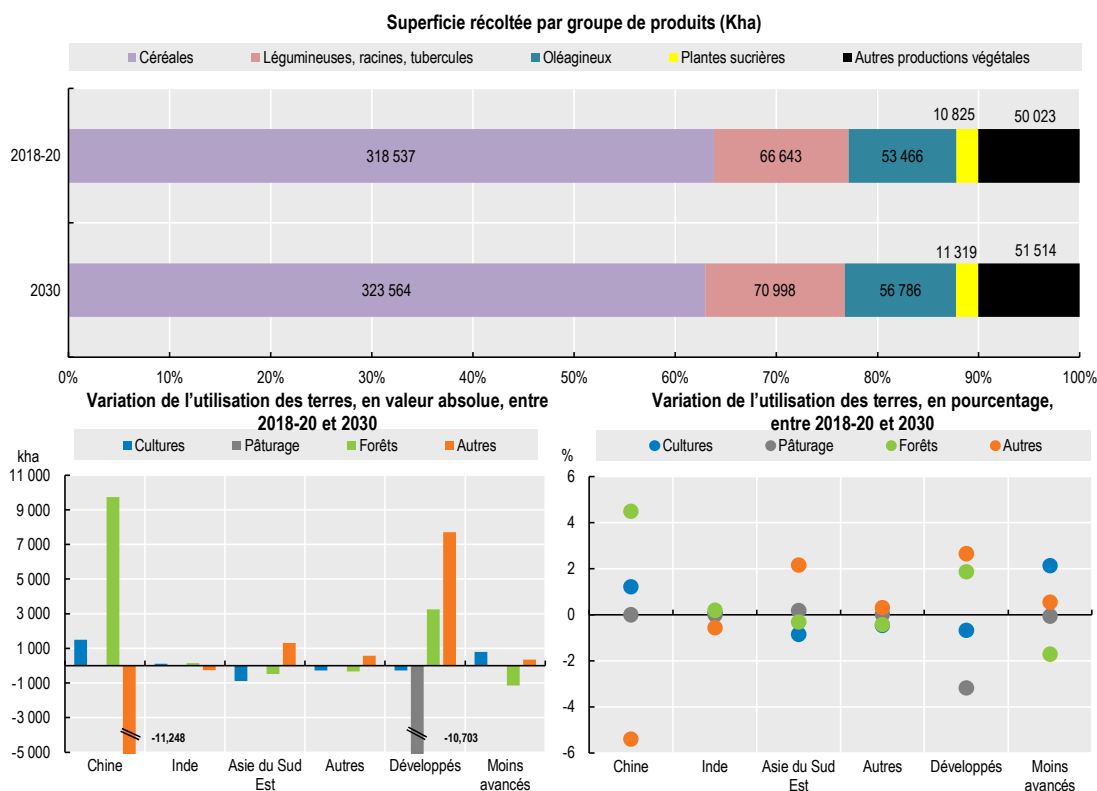 Superficie récoltée par groupe de produits (Kha)
Céréales Légumineuses, racines, tubercules Oléagineux Plantes sucrières Autres productions végétales
10 825 50 023
2018-20 318 537 66 643 53 466
11 319 51 514
2030 323 564 70 998 56 786
0% 10% 20% 30% 40% 50% 60% 70% 80% 90% 100%
Variation de l'utilisation des terres, en valeur absolue, entre
2018-20 et 2030
Cultures Pâturage Forêts Autres
kha
11 000
9 000
7 000
5 000
3 000
1 000
-1 000
-3 000
-5 000
-11,248 -10,703
Chine Inde Asie du Sud Autres Développés Moins
Est avancés
Variation de l'utilisation des terres, en pourcentage,
entre 2018-20 et 2030
Cultures Pâturage Forêts Autres
%
6
4
2
0
-2
-4
-6
Chine Inde Asie du Sud Autres Développés Moins
Est avancés